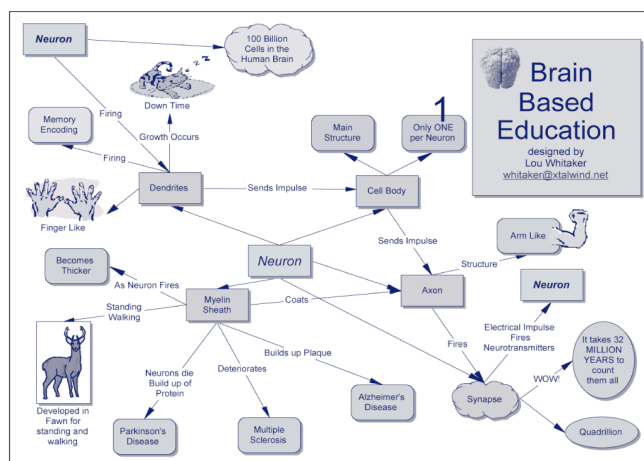 Neuron
100 Billion
Cells in the
Human Brain
z z z
Down Time
Firing
Memory
Encoding
Growth Occurs
Firing
Finger Like
Dendrites
Sends Impulse
Main
Structure
1
Only ONE
per Neuron
Cell Body
Brain
Based
Education
designed by
Lou Whitaker
whitaker@xtalwind.net
Sends Impulse
Arm Like
Structure
Neuron
Becomes
Thicker
As Neuron Fires
Neuron
Axon
Myelin
Sheath
Coats
Standing
Walking
Fires
Electrical Impulse
Fires
Neurotransmitters
It takes 32
MILLION
YEARS to
count
them all
WOW!
Synapse
Quadrillion
Developed in
Fawn for
standing and
walking
Neurons die
Build up of
Protein
Deteriorates
Builds up Plaque
Parkinson's
Disease
Multiple
Sclerosis
Alzheimer's
Disease